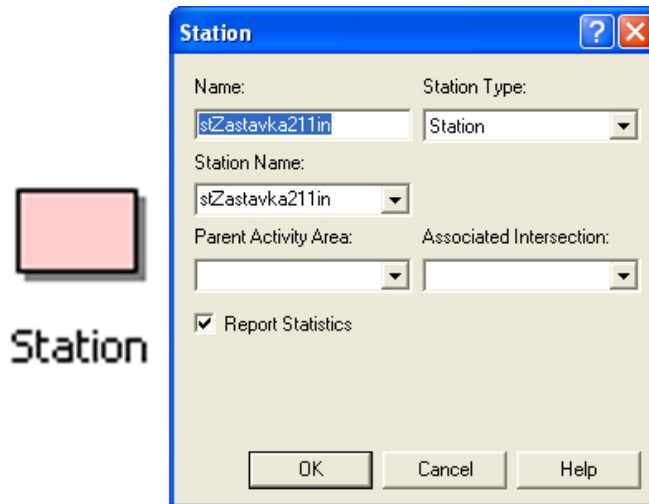 Station
Name:
Station Type:
stZastavka211in
Station
Station Name:
stZastavka211in
Parent Activity Area:
Associated Intersection:
Report Statistics
Station
OK
Cancel
Help